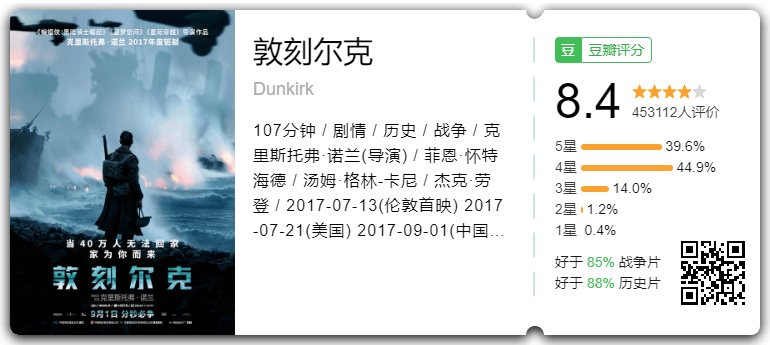 《蝙蝠侠:黑暗骑士崛起》《盗梦空间》《星际穿越》导演作品
克里斯托弗·诺兰 2017年度钜献
当40万人无法回家
家为你而来
敦刻尔克
克里斯托弗·诺兰
9月1日 分秒必争
敦刻尔克
Dunkirk
107分钟 / 剧情 / 历史 / 战争 / 克
里斯托弗·诺兰(导演) / 菲恩·怀特
海德 / 汤姆·格林-卡尼 / 杰克·劳
登 / 2017-07-13(伦敦首映) 2017
-07-21(美国) 2017-09-01(中国...
豆 豆瓣评分
8.4
453112人评价
5星 39.6%
4星 44.9%
3星 14.0%
2星 1.2%
1星 0.4%
好于 85% 战争片
好于 88% 历史片